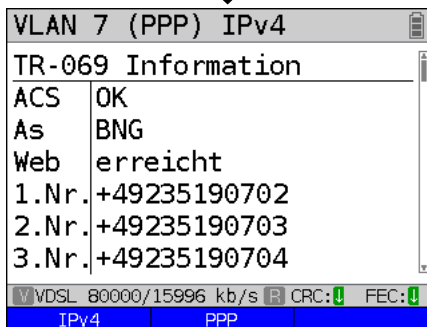 VLAN 7 (PPP) IPv4
TR-069 Information
ACS OK
As BNG
Web erreicht
1.Nr. +49235190702
2.Nr. +49235190703
3.Nr. +49235190704
V VDSL 80000/15996 kb/s R CRC: FEC:
IPv4 PPP